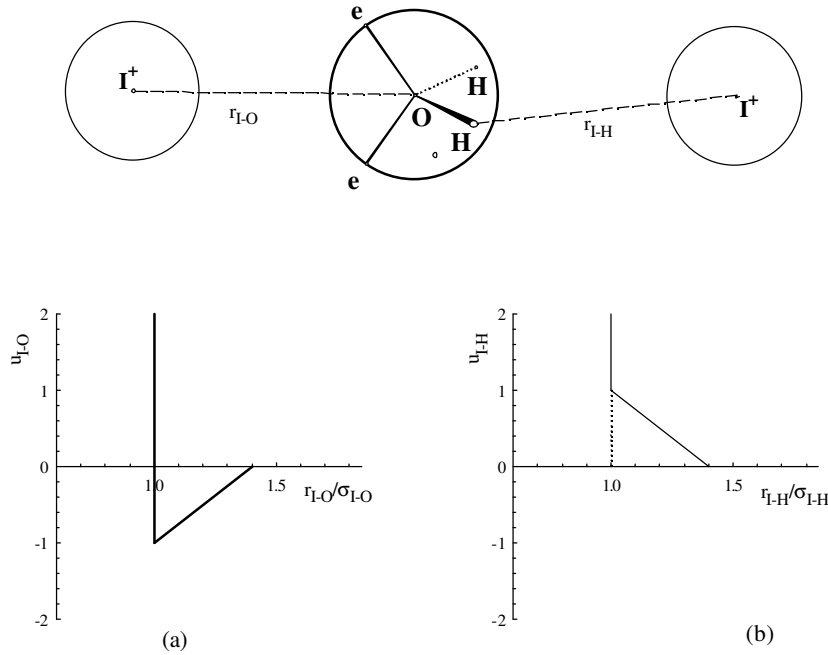 e
I+
H
O
I+
r_I-O
H
r_I-H
e
2
1
0
-1
-2
u_I-O
1.0
1.5
r_I-O/σ_I-O
(a)
2
1
0
-1
-2
u_I-H
1.0
1.5
r_I-H/σ_I-H
(b)